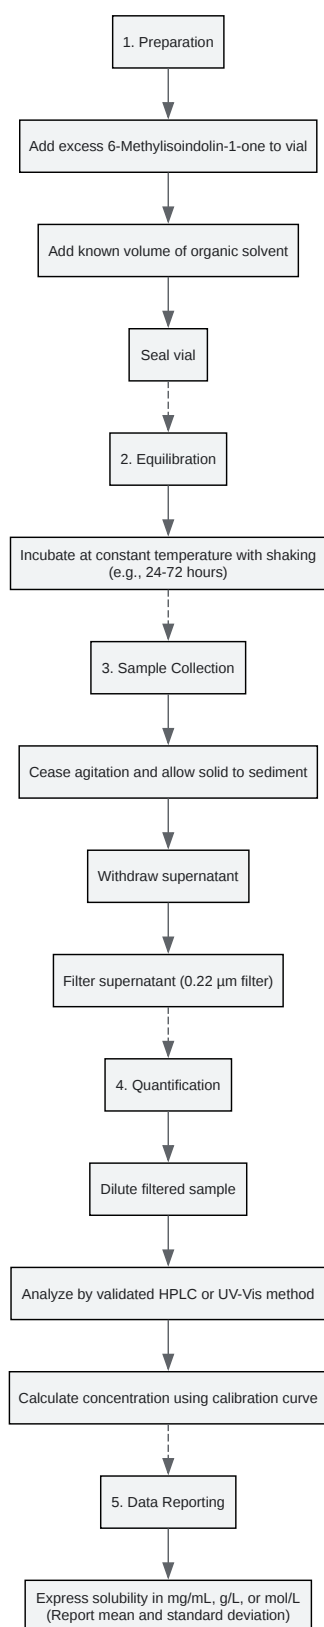 1. Preparation
Add excess 6-Methylisoindolin-1-one to vial
Add known volume of organic solvent
Seal vial
2. Equilibration
Incubate at constant temperature with shaking
(e.g., 24-72 hours)
3. Sample Collection
Cease agitation and allow solid to sediment
Withdraw supernatant
Filter supernatant (0.22 µm filter)
4. Quantification
Dilute filtered sample
Analyze by validated HPLC or UV-Vis method
Calculate concentration using calibration curve
5. Data Reporting
Express solubility in mg/mL, g/L, or mol/L
(Report mean and standard deviation)